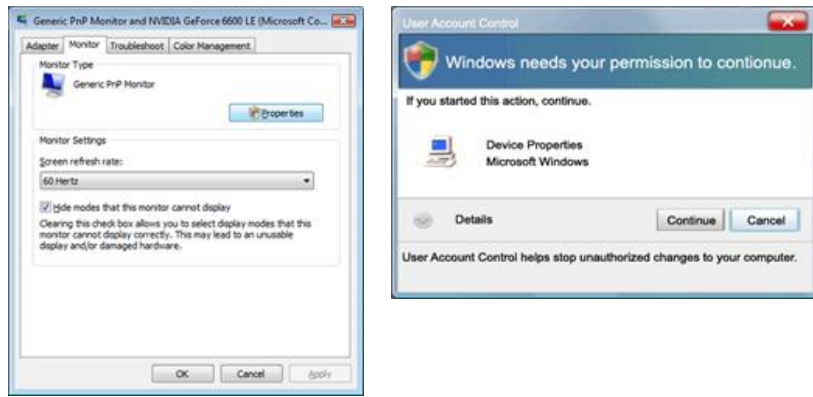 Generic PnP Monitor and NVIDIA GeForce 6600 LE (Microsoft Co...
Adapter Monitor Troubleshoot Color Management
Monitor Type
Generic PnP Monitor
Properties
Monitor Settings
Screen refresh rate:
60 Hertz
Hide modes that this monitor cannot display
Clearing this check box allows you to select display modes that this
monitor cannot display correctly. This may lead to an unusable
display and/or damaged hardware.
OK Cancel Apply
User Account Control
Windows needs your permission to contionue.
If you started this action, continue.
Device Properties
Microsoft Windows
Details Continue Cancel
User Account Control helps stop unauthorized changes to your computer.